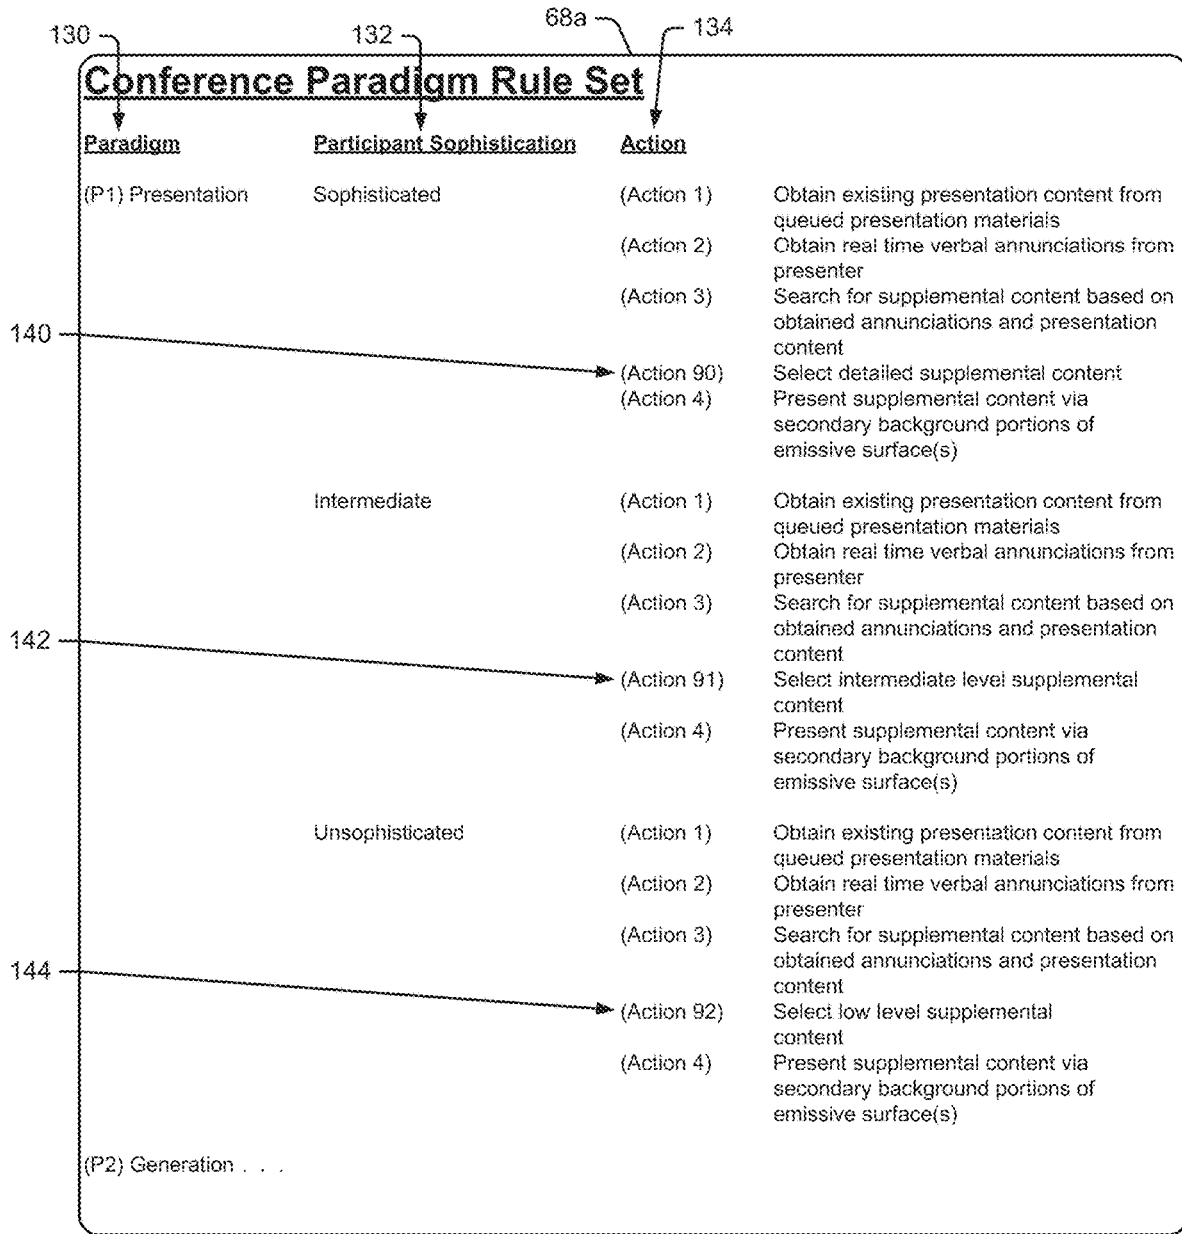 130 132 68a 134
Conference Paradigm Rule Set
Paradigm Participant Sophistication Action
(P1) Presentation Sophisticated (Action 1) Obtain existing presentation content from
queued presentation materials
(Action 2) Obtain real time verbal annunciations from
presenter
(Action 3) Search for supplemental content based on
obtained annunciations and presentation
content
140
(Action 90) Select detailed supplemental content
(Action 4) Present supplemental content via
secondary background portions of
emissive surface(s)
Intermediate (Action 1) Obtain existing presentation content from
queued presentation materials
(Action 2) Obtain real time verbal annunciations from
presenter
(Action 3) Search for supplemental content based on
obtained annunciations and presentation
content
142
(Action 91) Select intermediate level supplemental
content
(Action 4) Present supplemental content via
secondary background portions of
emissive surface(s)
Unsophisticated (Action 1) Obtain existing presentation content from
queued presentation materials
(Action 2) Obtain real time verbal annunciations from
presenter
(Action 3) Search for supplemental content based on
obtained annunciations and presentation
content
144
(Action 92) Select low level supplemental
content
(Action 4) Present supplemental content via
secondary background portions of
emissive surface(s)
(P2) Generation . . .